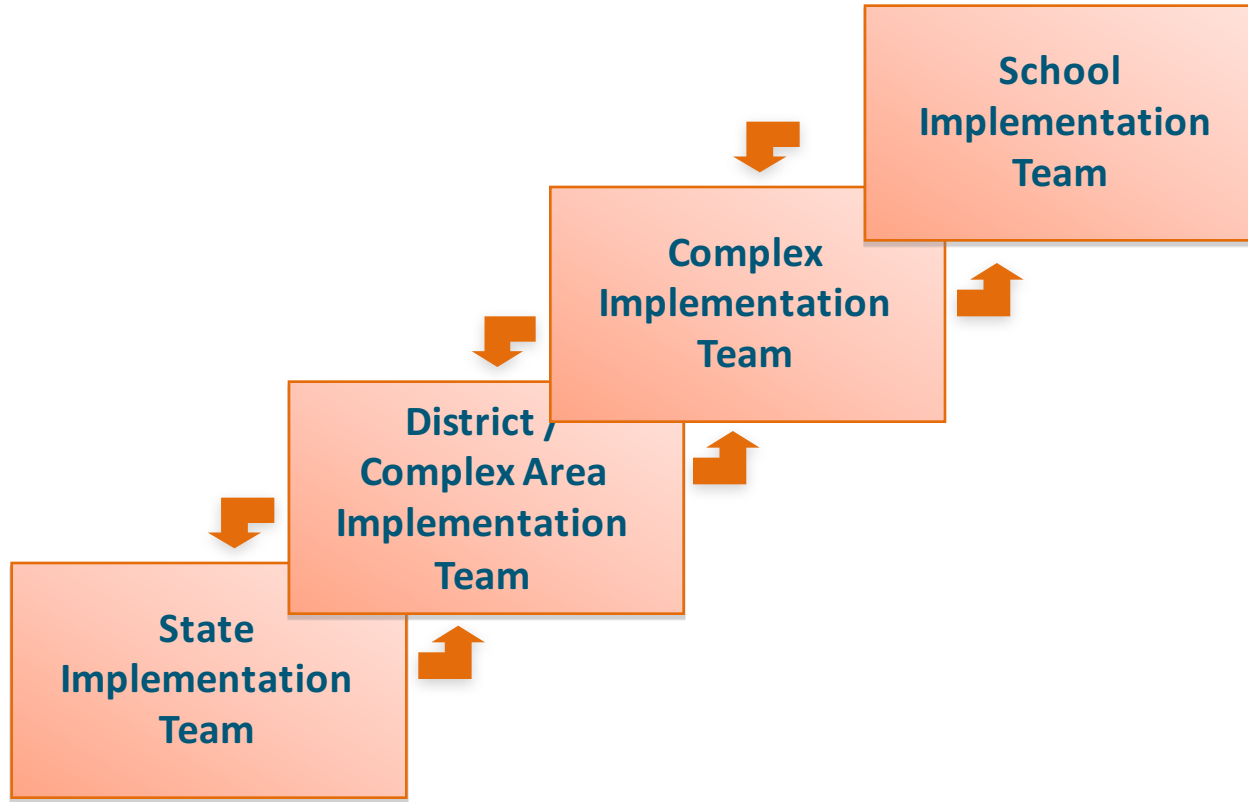 School
Implementation
Team
Complex
Implementation
Team
District /
Complex Area
Implementation
Team
State
Implementation
Team